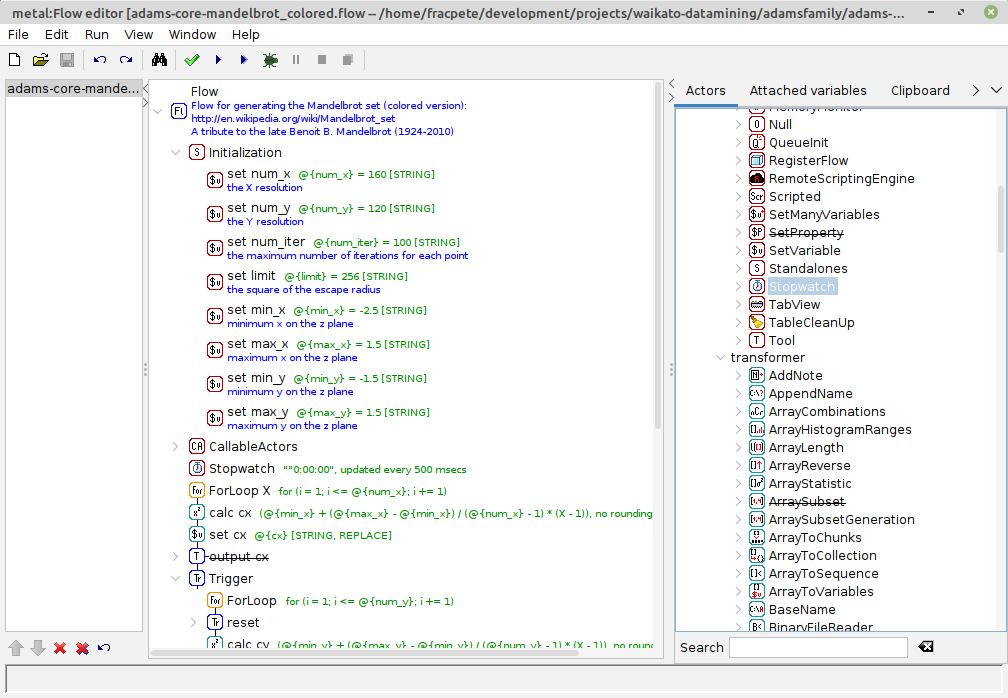 metal:Flow editor [adams-core-mandelbrot_colored.flow -- /home/fracpete/development/projects/waikato-datamining/adamsfamily/adams-...
File Edit Run View Window Help
adams-core-mande...
Flow
Flow for generating the Mandelbrot set (colored version):
http://en.wikipedia.org/wiki/Mandelbrot_set
A tribute to the late Benoit B. Mandelbrot (1924-2010)
Initialization
set num_x @{num_x} = 160 [STRING]
the X resolution
set num_y @{num_y} = 120 [STRING]
the Y resolution
set num_iter @{num_iter} = 100 [STRING]
the maximum number of iterations for each point
set limit @{limit} = 256 [STRING]
the square of the escape radius
set min_x @{min_x} = -2.5 [STRING]
minimum x on the z plane
set max_x @{max_x} = 1.5 [STRING]
maximum x on the z plane
set min_y @{min_y} = -1.5 [STRING]
minimum y on the z plane
set max_y @{max_y} = 1.5 [STRING]
maximum y on the z plane
CallableActors
Stopwatch ""0:00:00", updated every 500 msecs
ForLoop X for (i = 1; i <= @{num_x}; i += 1)
calc cx (@{min_x} + (@{max_x} - @{min_x}) / (@{num_x} - 1) * (X - 1)), no rounding
set cx @{cx} [STRING, REPLACE]
output cx
Trigger
ForLoop for (i = 1; i <= @{num_y}; i += 1)
reset
calc cy (@{min_y} + (@{max_y} - @{min_y}) / (@{num_y} - 1) * (X - 1)), no roun
Actors Attached variables Clipboard
MemoryMonitor
Null
QueueInit
RegisterFlow
RemoteScriptingEngine
Scripted
SetManyVariables
SetProperty
SetVariable
Standalones
Stopwatch
TabView
TableCleanUp
Tool
transformer
AddNote
AppendName
ArrayCombinations
ArrayHistogramRanges
ArrayLength
ArrayReverse
ArrayStatistic
ArraySubset
ArraySubsetGeneration
ArrayToChunks
ArrayToCollection
ArrayToSequence
ArrayToVariables
BaseName
BinaryFileReader
Search